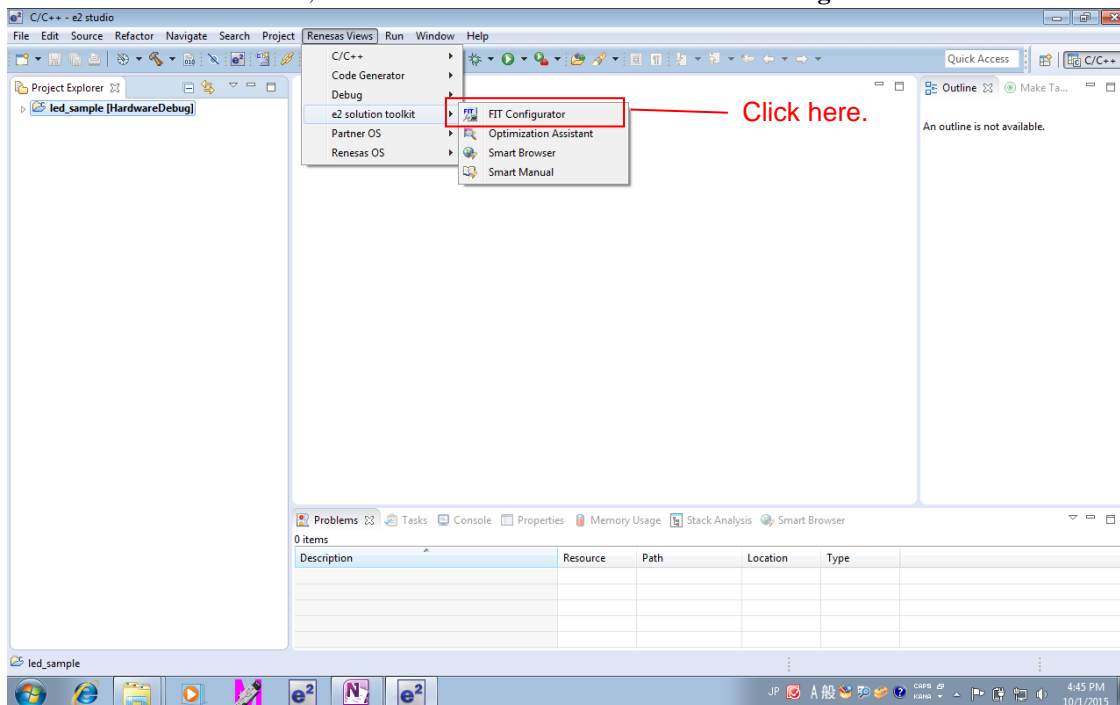 C/C++ - e2 studio
File Edit Source Refactor Navigate Search Project Renesas Views Run Window Help
Quick Access C/C++
C/C++
Code Generator
Debug
e2 solution toolkit
Partner OS
Renesas OS
FIT Configurator
Optimization Assistant
Smart Browser
Smart Manual
Click here.
Project Explorer
led_sample [HardwareDebug]
Outline Make Ta...
An outline is not available.
Problems Tasks Console Properties Memory Usage Stack Analysis Smart Browser
0 items
Description Resource Path Location Type
led_sample
JP A 般 CAPS KANA
4:45 PM
10/1/2015